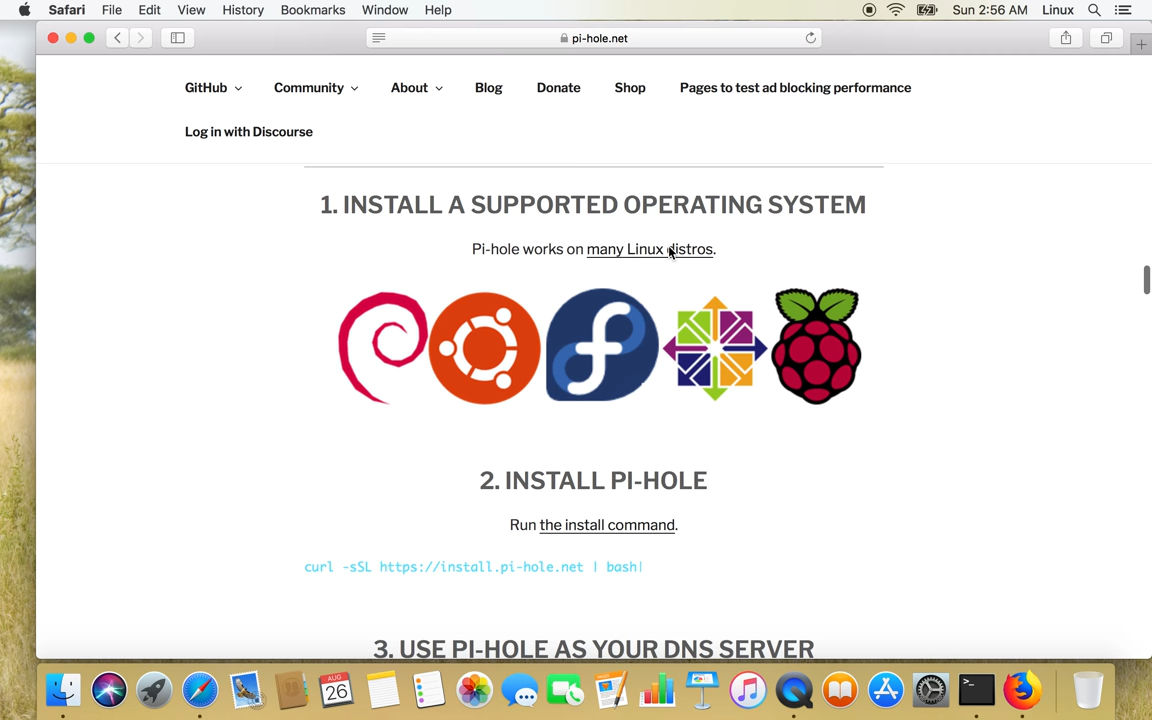 Safari File Edit View History Bookmarks Window Help Sun 2:56 AM Linux
pi-hole.net
GitHub Community About Blog Donate Shop Pages to test ad blocking performance
Log in with Discourse
1. INSTALL A SUPPORTED OPERATING SYSTEM
Pi-hole works on many Linux distros.
2. INSTALL PI-HOLE
Run the install command.
curl -sSL https://install.pi-hole.net | bash
3. USE PI-HOLE AS YOUR DNS SERVER
AUG
26